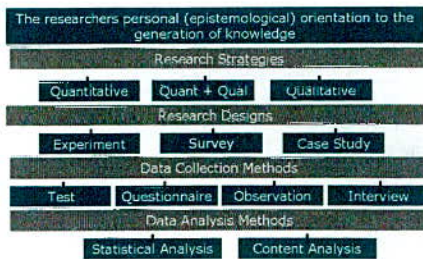 The researchers personal (epistemological) orientation to the
generation of knowledge
Research Strategies
Quantitative Quant + Qual Qualitative
Research Designs
Experiment Survey Case Study
Data Collection Methods
Test Questionnaire Observation Interview
Data Analysis Methods
Statistical Analysis Content Analysis